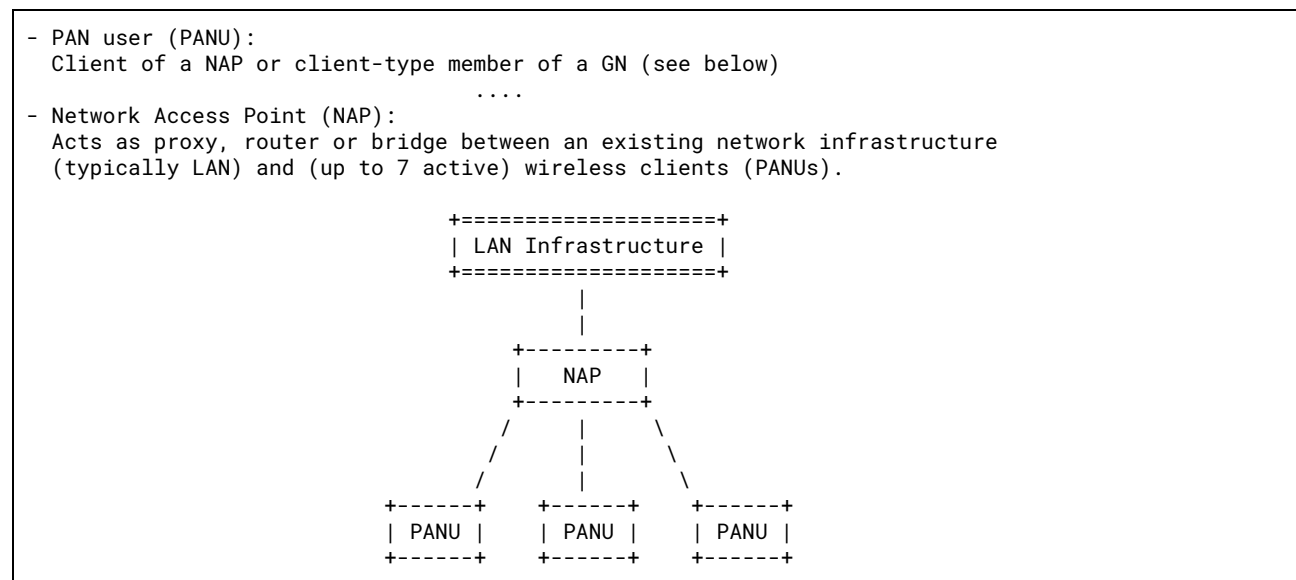 - PAN user (PANU):
Client of a NAP or client-type member of a GN (see below)
....
- Network Access Point (NAP):
Acts as proxy, router or bridge between an existing network infrastructure
(typically LAN) and (up to 7 active) wireless clients (PANUs).
+====================+
| LAN Infrastructure |
+====================+
|
|
+---------+
| NAP |
+---------+
/ | \
/ | \
/ | \
+------+ +------+ +------+
| PANU | | PANU | | PANU |
+------+ +------+ +------+